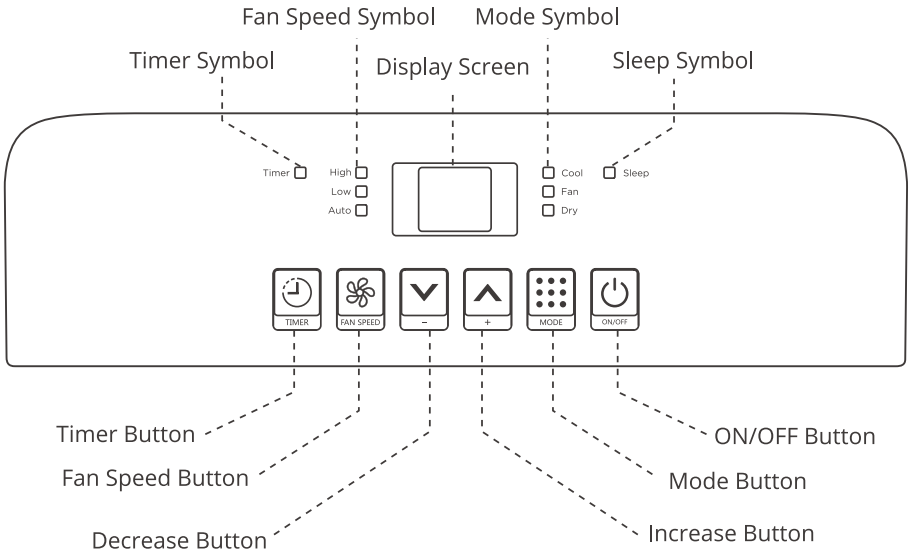 Fan Speed Symbol
Mode Symbol
Timer Symbol
Display Screen
Sleep Symbol
Timer
High
Low
Auto
Cool
Fan
Dry
Sleep
TIMER
FAN SPEED
–
+
MODE
ON/OFF
Timer Button
ON/OFF Button
Fan Speed Button
Mode Button
Decrease Button
Increase Button